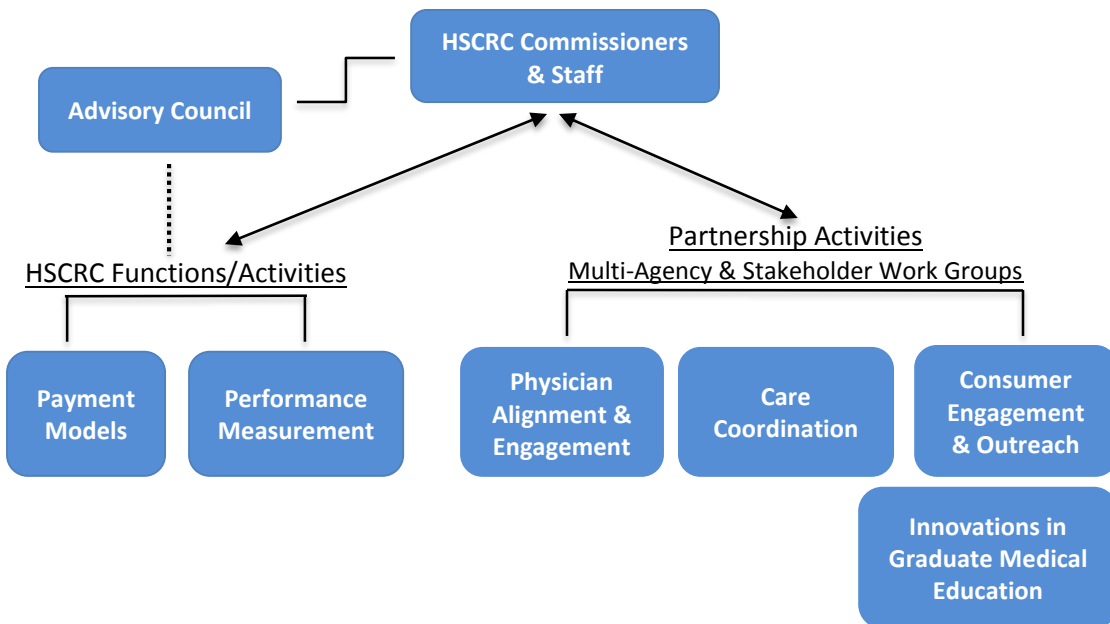 HSCRC Commissioners
& Staff
Advisory Council
HSCRC Functions/Activities
Partnership Activities
Multi-Agency & Stakeholder Work Groups
Payment
Models
Performance
Measurement
Physician
Alignment &
Engagement
Care
Coordination
Consumer
Engagement
& Outreach
Innovations in
Graduate Medical
Education